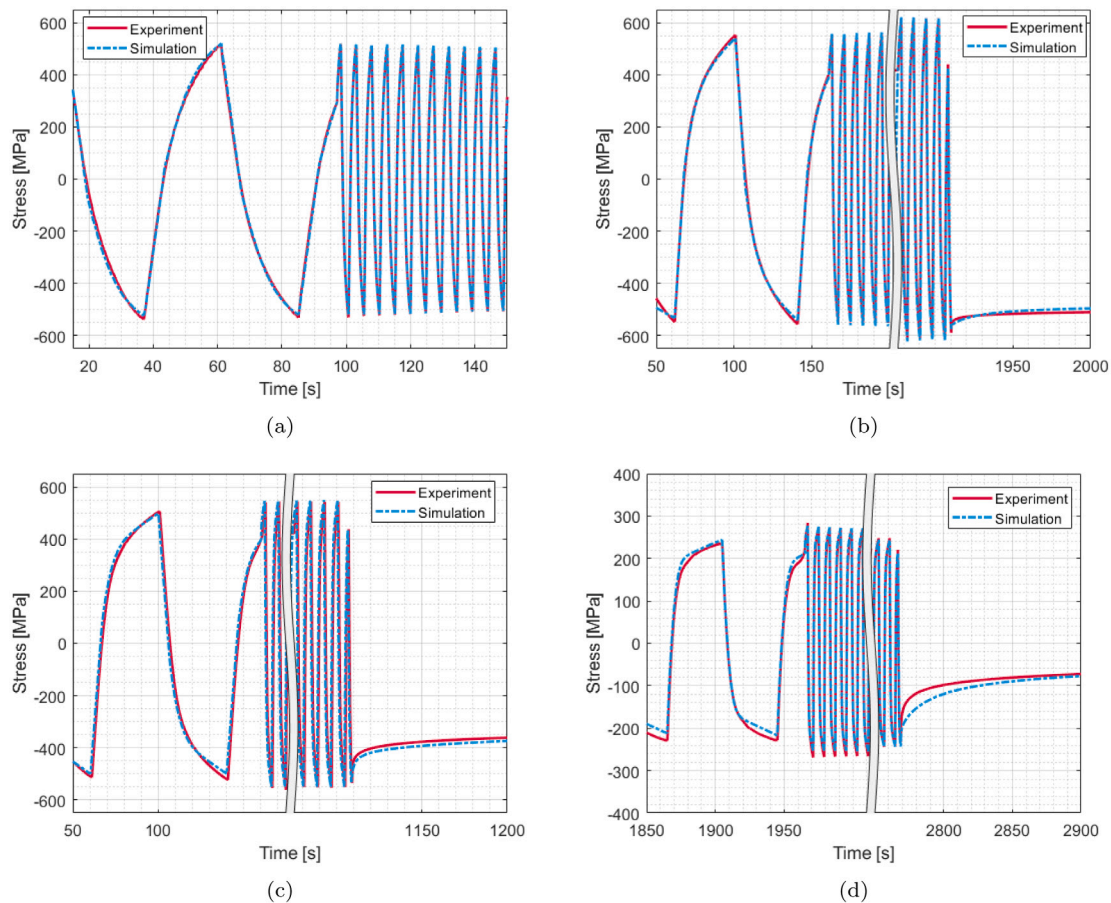 600
400
200
0
-200
-400
-600
Stress [MPa]
Experiment
Simulation
20 40 60 80 100 120 140
Time [s]
(a)
600
400
200
0
-200
-400
-600
Stress [MPa]
Experiment
Simulation
50 100 150 1950 2000
Time [s]
(b)
600
400
200
0
-200
-400
-600
Stress [MPa]
Experiment
Simulation
50 100 1150 1200
Time [s]
(c)
400
300
200
100
0
-100
-200
-300
-400
Stress [MPa]
Experiment
Simulation
1850 1900 1950 2800 2850 2900
Time [s]
(d)